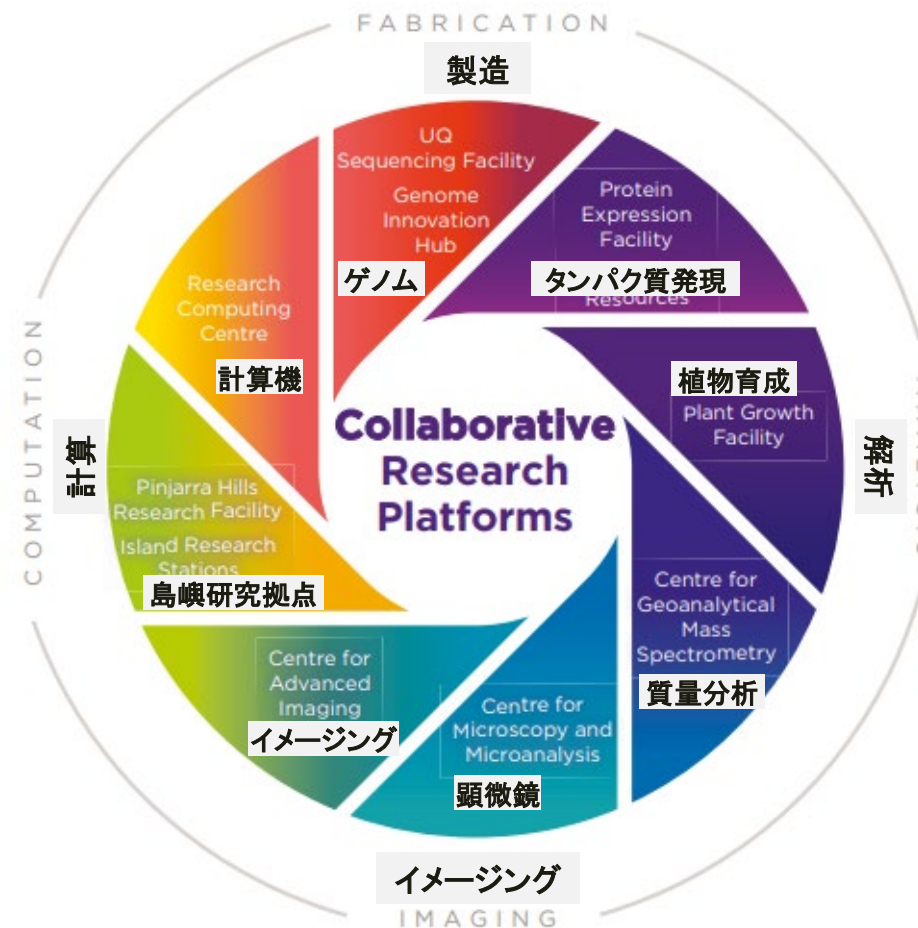 FABRICATION
製造
UQ
Sequencing Facility
Genome
Innovation
Hub
ゲノム
Protein
Expression
Facility
タンパク質発現
Resources
植物育成
Plant Growth
Facility
解析
Centre for
Geoanalytical
Mass
Spectrometry
質量分析
Centre for
Microscopy and
Microanalysis
顕微鏡
Centre for
Advanced
Imaging
イメージング
Pinjarra Hills
Research Facility
Island Research
Stations
島嶼研究拠点
Research
Computing
Centre
計算機
COMPUTATION
計算
Collaborative
Research
Platforms
イメージング
IMAGING